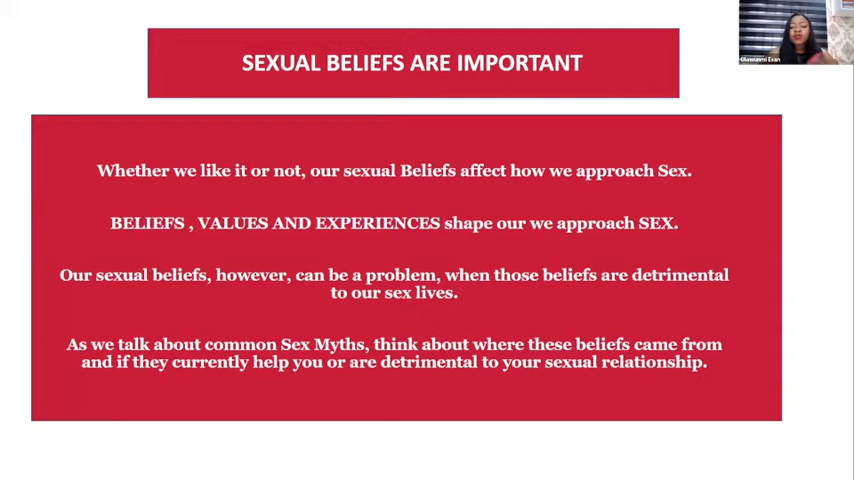 SEXUAL BELIEFS ARE IMPORTANT
Whether we like it or not, our sexual Beliefs affect how we approach Sex.
BELIEFS , VALUES AND EXPERIENCES shape our we approach SEX.
Our sexual beliefs, however, can be a problem, when those beliefs are detrimental
to our sex lives.
As we talk about common Sex Myths, think about where these beliefs came from
and if they currently help you or are detrimental to your sexual relationship.